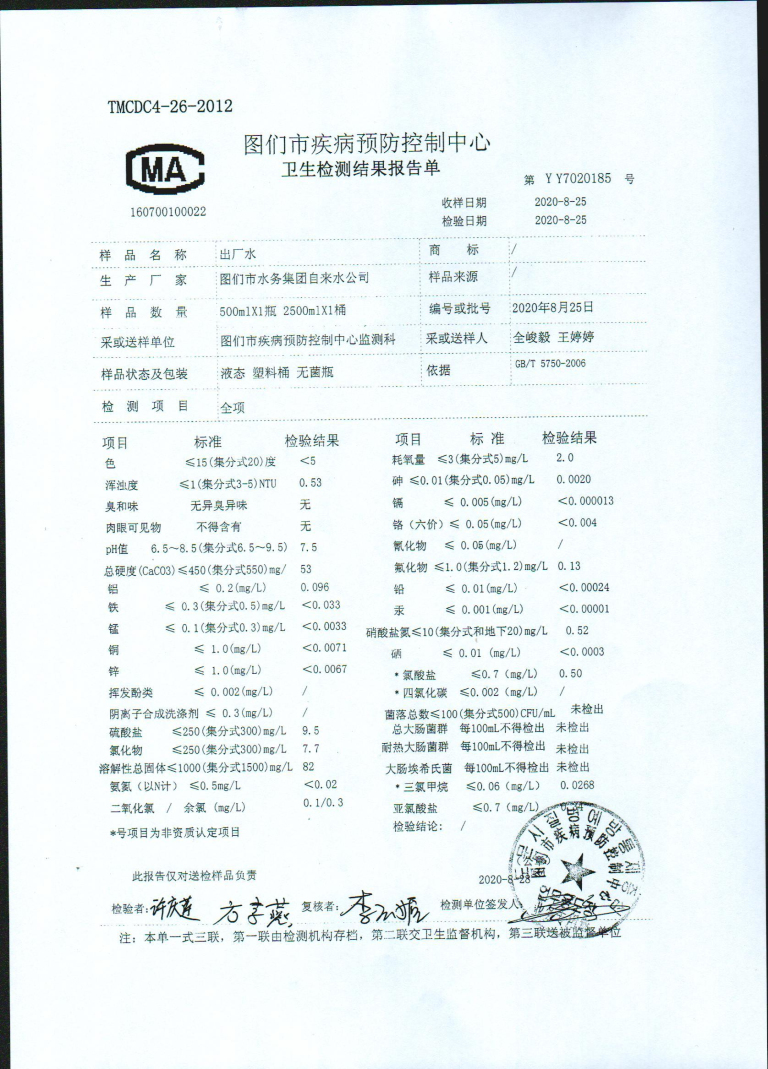 TMCDC4-26-2012
图们市疾病预防控制中心
MA
卫生检测结果报告单
第 YY7020185 号
160700100022
收样日期 2020-8-25
检验日期 2020-8-25
样品名称 出厂水 商标 /
生产厂家 图们市水务集团自来水公司 样品来源 /
样品数量 500mlX1瓶 2500mlX1桶 编号或批号 2020年8月25日
采或送样单位 图们市疾病预防控制中心监测科 采或送样人 全峻毅 王婷婷
样品状态及包装 液态 塑料桶 无菌瓶 依据 GB/T 5750-2006
检测项目 全项
项目 标准 检验结果 项目 标准 检验结果
色 ≤15(集分式20)度 <5 耗氧量 ≤3(集分式5)mg/L 2.0
浑浊度 ≤1(集分式3-5)NTU 0.53 砷 ≤0.01(集分式0.05)mg/L 0.0020
臭和味 无异臭异味 无 镉 ≤ 0.005(mg/L) <0.000013
肉眼可见物 不得含有 无 铬（六价）≤ 0.05(mg/L) <0.004
pH值 6.5~8.5(集分式6.5~9.5) 7.5 氰化物 ≤ 0.05(mg/L) /
总硬度(CaCO3)≤450(集分式550)mg/ 53 氟化物 ≤1.0(集分式1.2)mg/L 0.13
铝 ≤ 0.2(mg/L) 0.096 铅 ≤ 0.01(mg/L) <0.00024
铁 ≤ 0.3(集分式0.5)mg/L <0.033 汞 ≤ 0.001(mg/L) <0.00001
锰 ≤ 0.1(集分式0.3)mg/L <0.0033 硝酸盐氮≤10(集分式和地下20)mg/L 0.52
铜 ≤ 1.0(mg/L) <0.0071 硒 ≤ 0.01 (mg/L) <0.0003
锌 ≤ 1.0(mg/L) <0.0067 *氯酸盐 ≤0.7（mg/L) 0.50
挥发酚类 ≤ 0.002(mg/L) / *四氯化碳 ≤0.002（mg/L) /
阴离子合成洗涤剂 ≤ 0.3(mg/L) / 菌落总数≤100(集分式500)CFU/mL 未检出
硫酸盐 ≤250(集分式300)mg/L 9.5 总大肠菌群 每100mL不得检出 未检出
氯化物 ≤250(集分式300)mg/L 7.7 耐热大肠菌群 每100mL不得检出 未检出
溶解性总固体≤1000(集分式1500)mg/L 82 大肠埃希氏菌 每100mL不得检出 未检出
氨氮（以N计）≤0.5mg/L <0.02 *三氯甲烷 ≤0.06（mg/L) 0.0268
二氧化氯 / 余氯（mg/L) 0.1/0.3 亚氯酸盐 ≤0.7（mg/L)
*号项目为非资质认定项目 检验结论: /
此报告仅对送检样品负责 2020-8-28
图们市疾病预防控制中心
检验者: 复核者: 检测单位签发人
注: 本单一式三联，第一联由检测机构存档，第二联交卫生监督机构，第三联送被监督单位